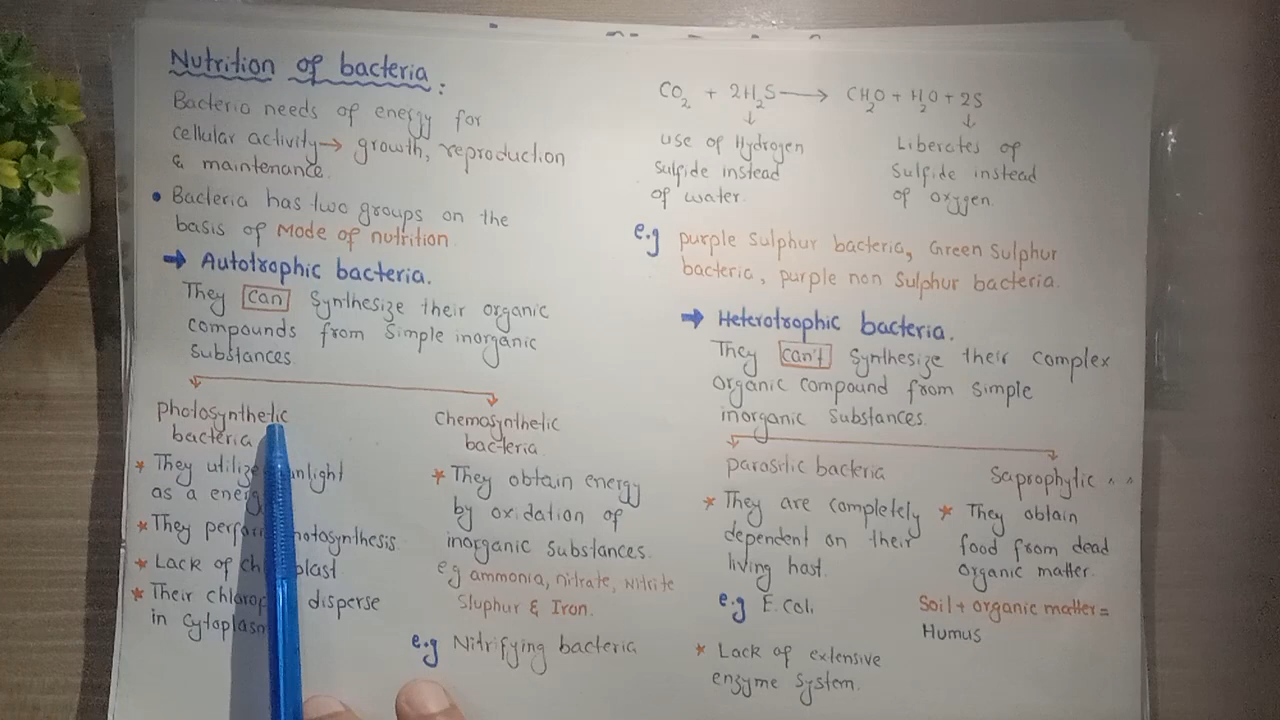 Nutrition of bacteria:
Bacteria needs of energy for
cellular activity → growth, reproduction
& maintenance.
• Bacteria has two groups on the
basis of Mode of nutrition.
→ Autotrophic bacteria.
They can synthesize their organic
compounds from simple inorganic
substances
photosynthetic
bacteria
* They utilize
as a
* They
* Lack of
* Their disperse
in
Chemosynthetic
bacteria.
* They obtain energy
by oxidation of
inorganic substances.
e.g ammonia, nitrate, Nitrite
Sluphur & Iron.
e.g Nitrifying bacteria
CO2 + 2H2S → CH2O + H2O + 2S
↓ ↓
use of Hydrogen
Sulfide instead
of water.
Liberates of
Sulfide instead
of oxygen.
e.g purple Sulphur bacteria, Green Sulphur
bacteria, purple non Sulphur bacteria.
→ Heterotrophic bacteria.
They can't synthesize their complex
organic compound from simple
inorganic Substances.
parasitic bacteria
* They are completely
dependent on their
living host.
e.g E.Coli
* Lack of extensive
enzyme system.
Saprophytic " "
* They obtain
food from dead
organic matter.
Soil + organic matter =
Humus